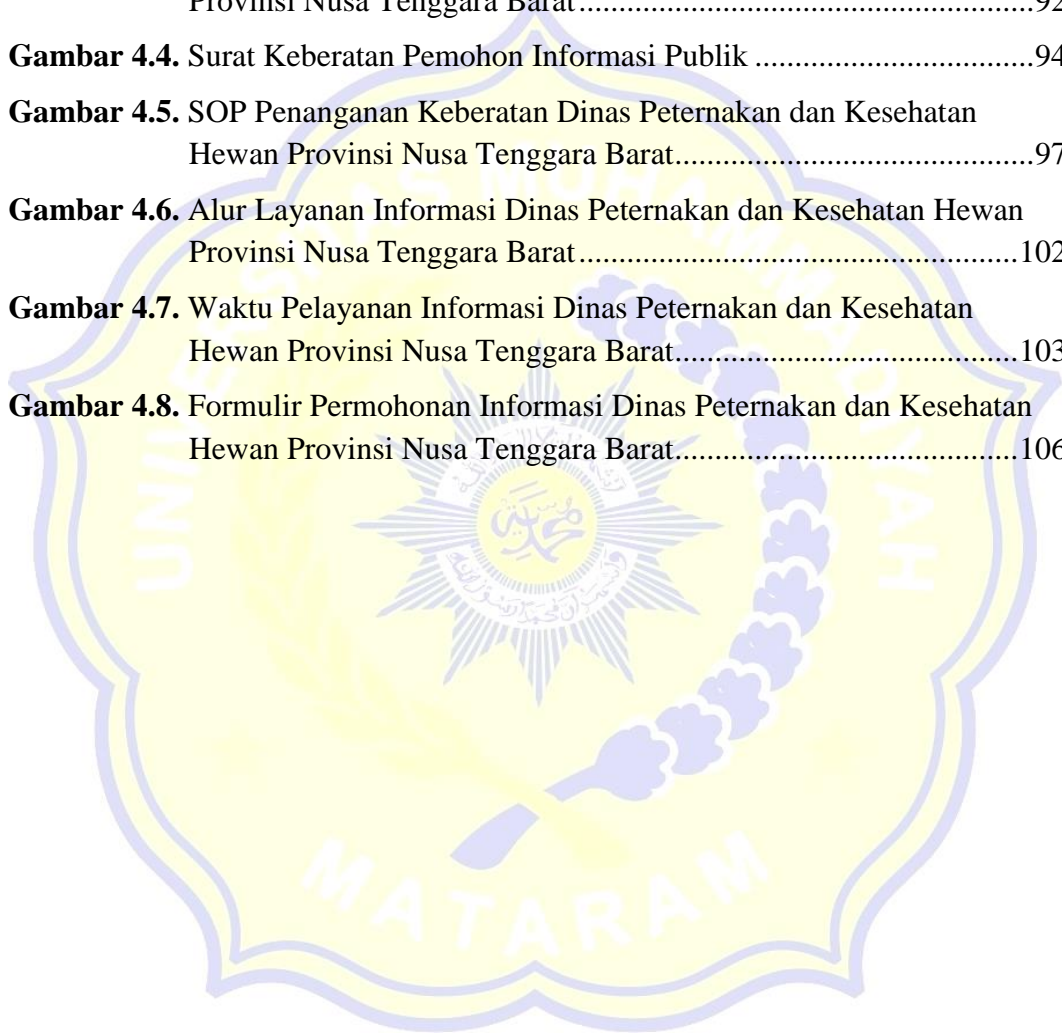 Provinsi Nusa Tenggara Barat................................................92
Gambar 4.4. Surat Keberatan Pemohon Informasi Publik ..................................94
Gambar 4.5. SOP Penanganan Keberatan Dinas Peternakan dan Kesehatan
Hewan Provinsi Nusa Tenggara Barat....................................97
Gambar 4.6. Alur Layanan Informasi Dinas Peternakan dan Kesehatan Hewan
Provinsi Nusa Tenggara Barat................................................102
Gambar 4.7. Waktu Pelayanan Informasi Dinas Peternakan dan Kesehatan
Hewan Provinsi Nusa Tenggara Barat....................................103
Gambar 4.8. Formulir Permohonan Informasi Dinas Peternakan dan Kesehatan
Hewan Provinsi Nusa Tenggara Barat....................................106
UNIVERSITAS MUHAMMADIYAH
MATARAM